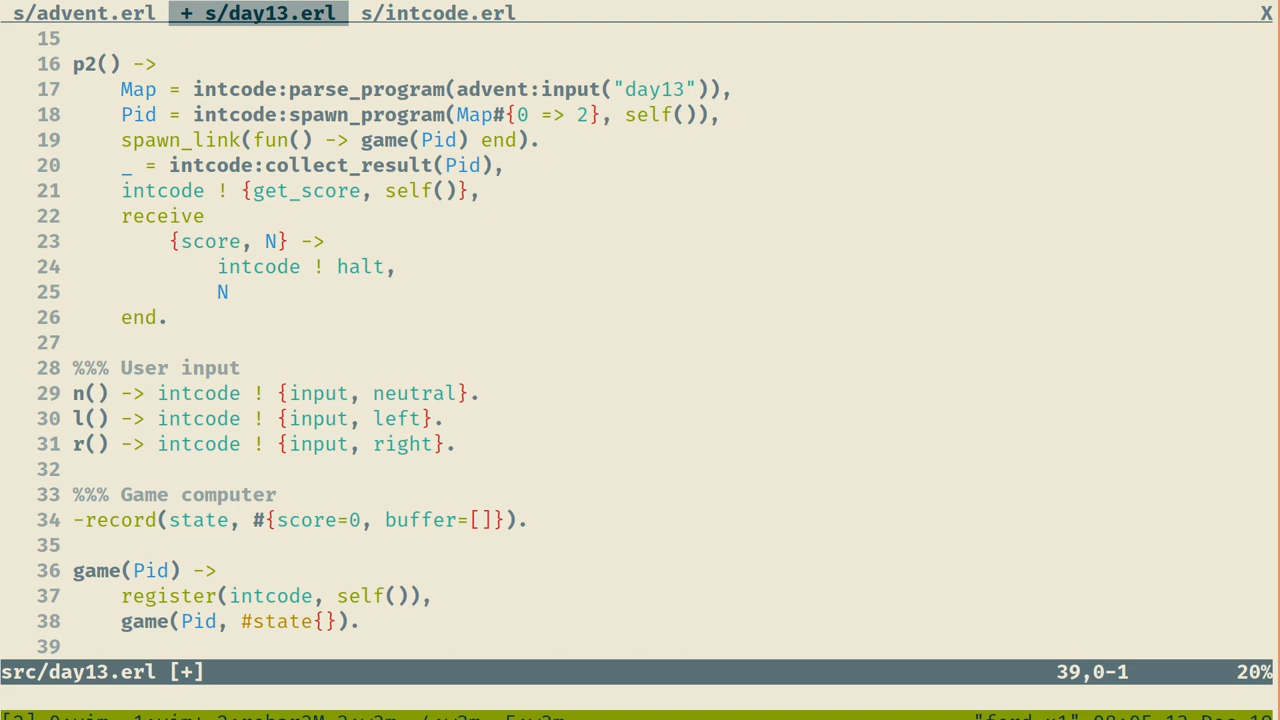 s/advent.erl + s/day13.erl s/intcode.erl X
15
16 p2() ->
17     Map = intcode:parse_program(advent:input("day13")),
18     Pid = intcode:spawn_program(Map#{0 => 2}, self()),
19     spawn_link(fun() -> game(Pid) end).
20     _ = intcode:collect_result(Pid),
21     intcode ! {get_score, self()},
22     receive
23         {score, N} ->
24             intcode ! halt,
25             N
26     end.
27
28 %%% User input
29 n() -> intcode ! {input, neutral}.
30 l() -> intcode ! {input, left}.
31 r() -> intcode ! {input, right}.
32
33 %%% Game computer
34 -record(state, #{score=0, buffer=[]}).
35
36 game(Pid) ->
37     register(intcode, self()),
38     game(Pid, #state{}).
39
src/day13.erl [+] 39,0-1 20%